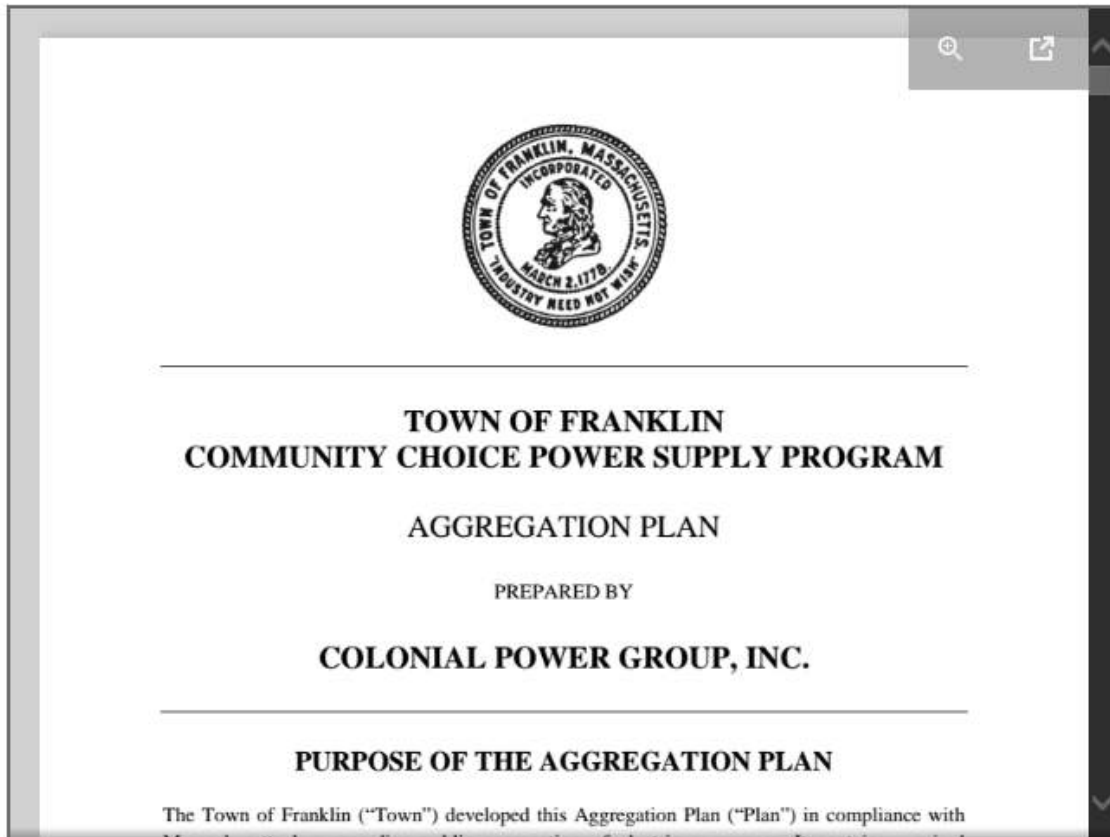 TOWN OF FRANKLIN, MASSACHUSETTS.
INCORPORATED
MARCH 2, 1778.
"INDUSTRY NEED NOT WISH"
TOWN OF FRANKLIN
COMMUNITY CHOICE POWER SUPPLY PROGRAM
AGGREGATION PLAN
PREPARED BY
COLONIAL POWER GROUP, INC.
PURPOSE OF THE AGGREGATION PLAN
The Town of Franklin (“Town”) developed this Aggregation Plan (“Plan”) in compliance with